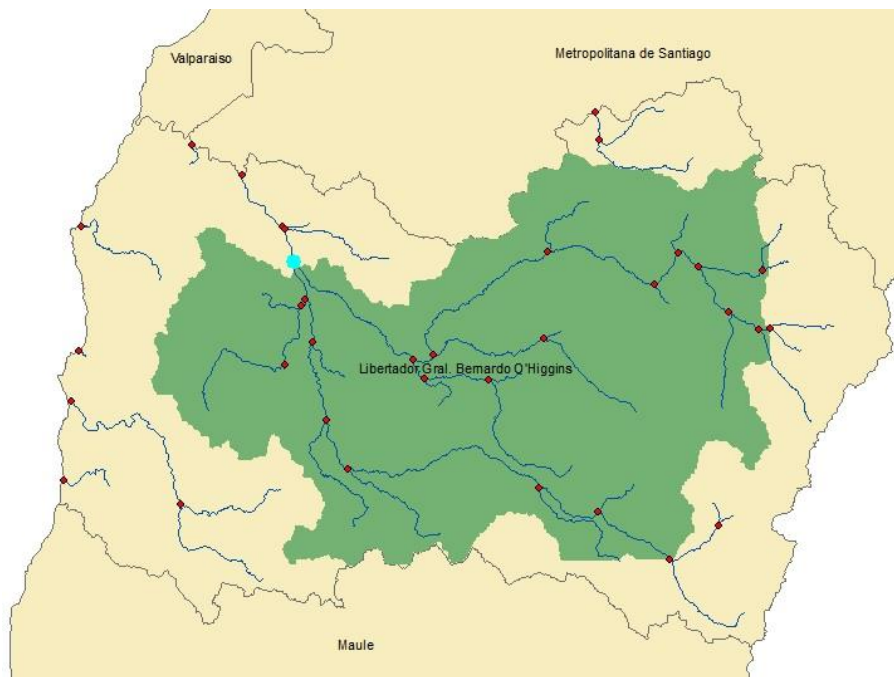 Valparaiso
Metropolitana de Santiago
Libertador Gral. Bernardo O'Higgins
Maule